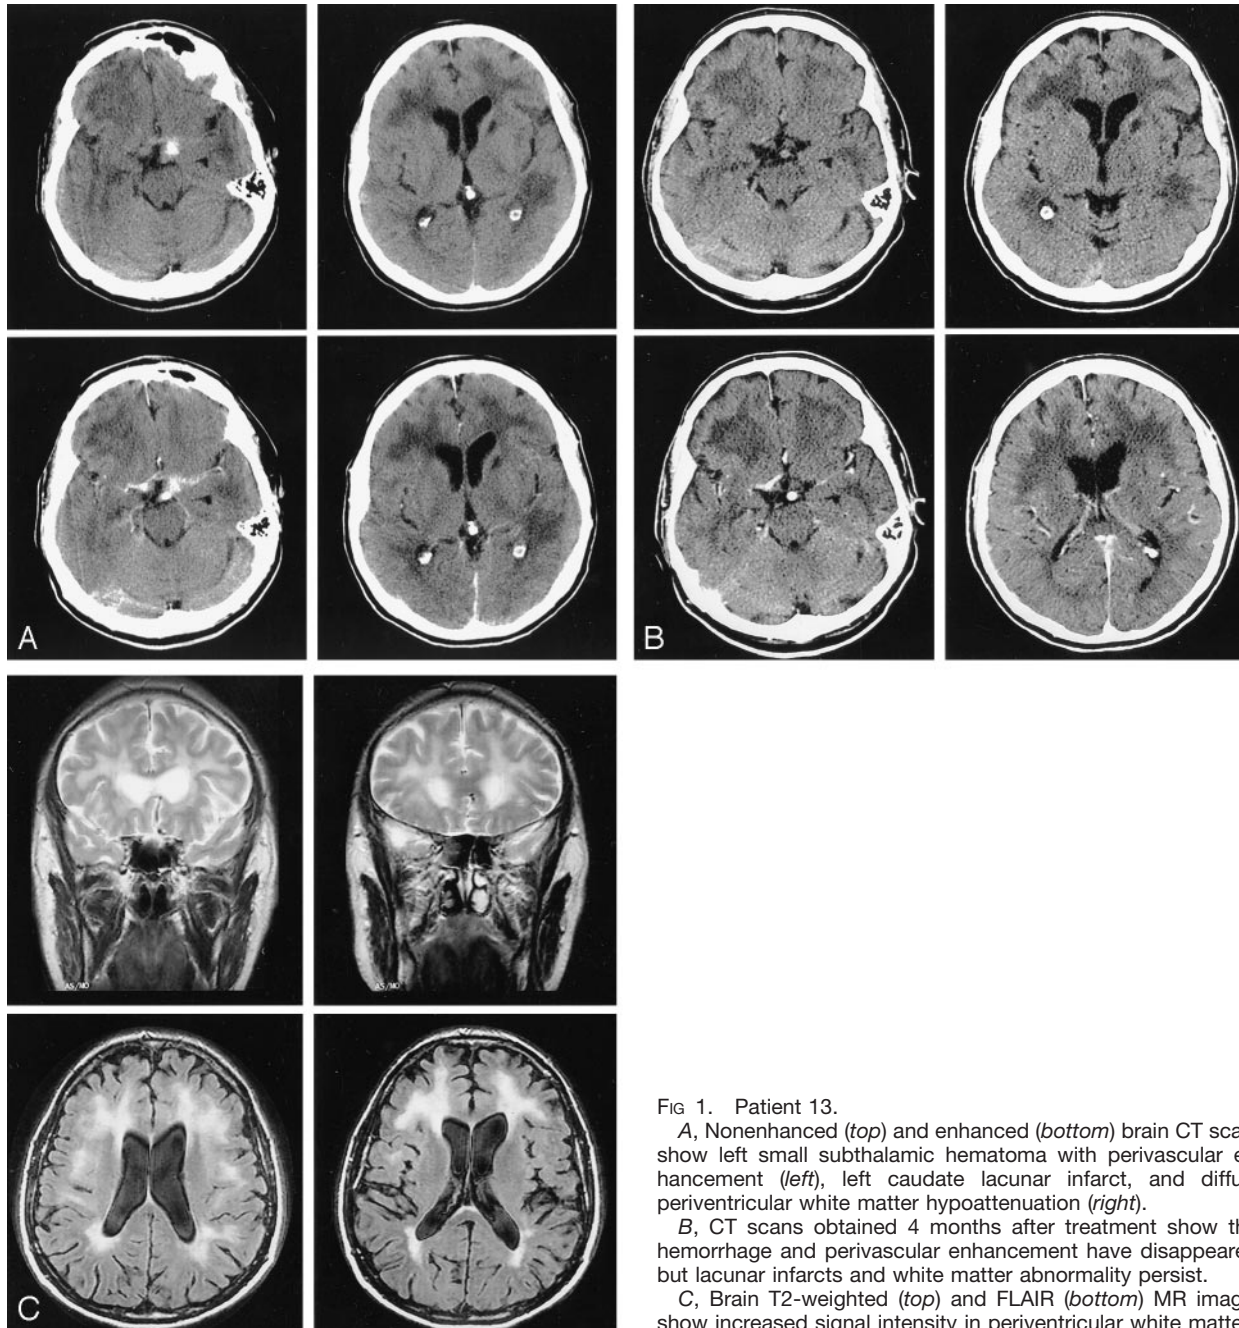 A
B
AS/MO
AS/MO
C
FIG 1. Patient 13.
A, Nonenhanced (top) and enhanced (bottom) brain CT sca
show left small subthalamic hematoma with perivascular e
hancement (left), left caudate lacunar infarct, and diffu
periventricular white matter hypoattenuation (right).
B, CT scans obtained 4 months after treatment show th
hemorrhage and perivascular enhancement have disappeare
but lacunar infarcts and white matter abnormality persist.
C, Brain T2-weighted (top) and FLAIR (bottom) MR imag
show increased signal intensity in periventricular white matte